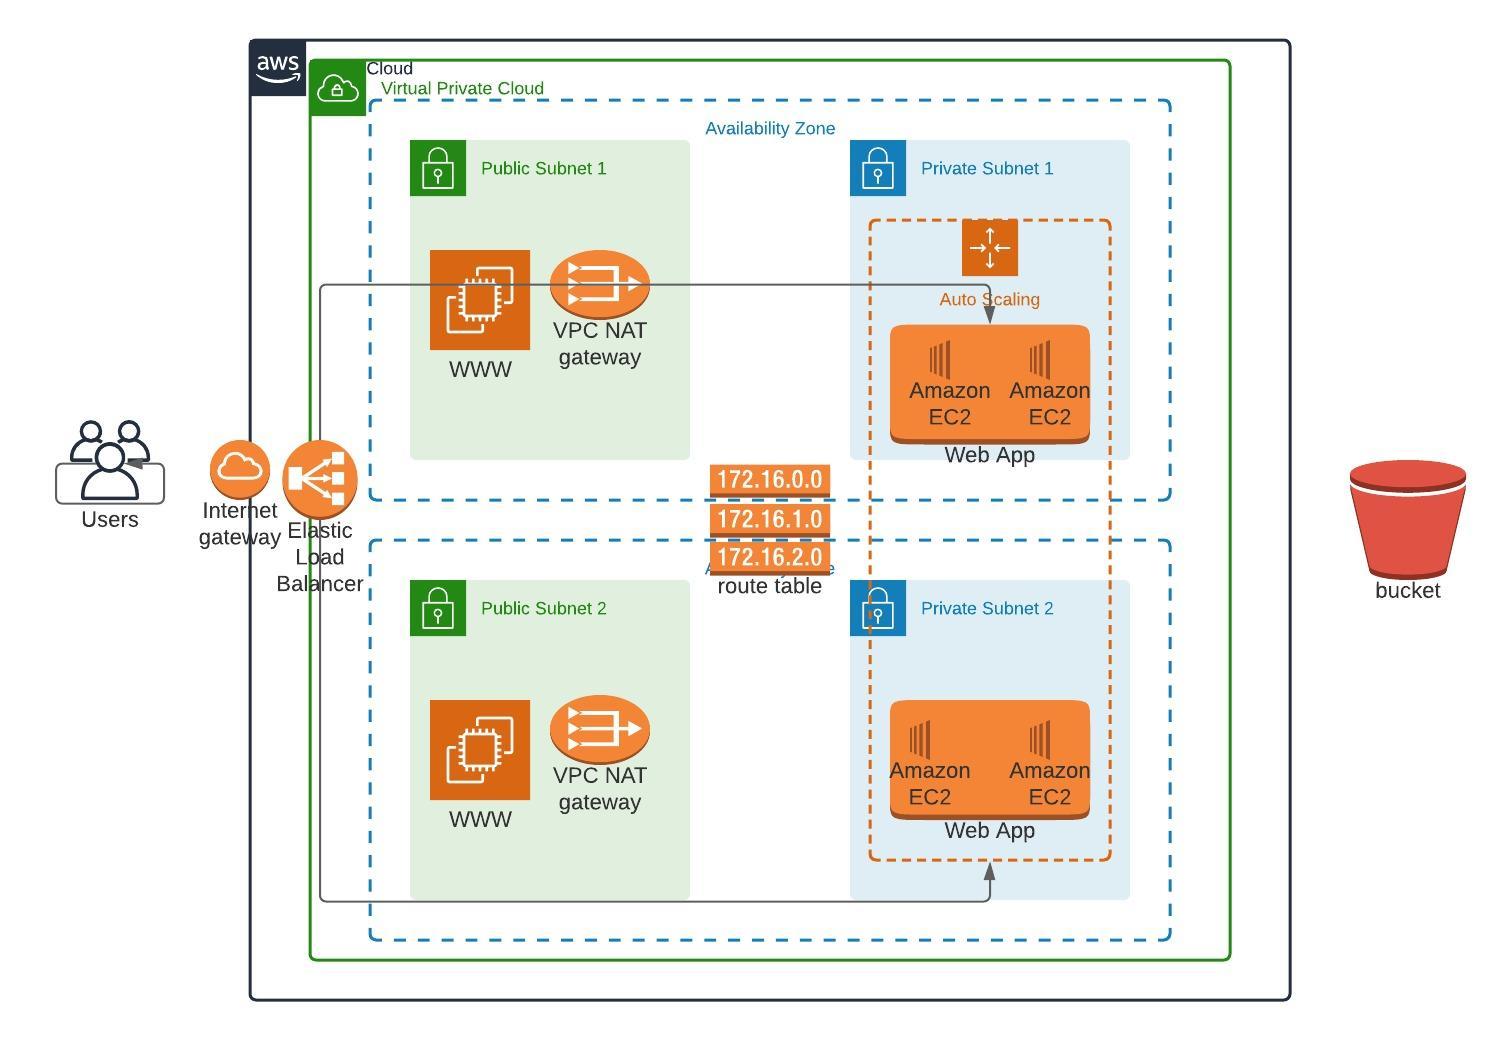 aws
Cloud
Virtual Private Cloud
Availability Zone
Public Subnet 1
Private Subnet 1
Auto Scaling
VPC NAT
gateway
WWW
Amazon
EC2
Amazon
EC2
Web App
172.16.0.0
172.16.1.0
172.16.2.0
route table
Users
Internet
gateway
Elastic
Load
Balancer
bucket
Public Subnet 2
Private Subnet 2
VPC NAT
gateway
WWW
Amazon
EC2
Amazon
EC2
Web App